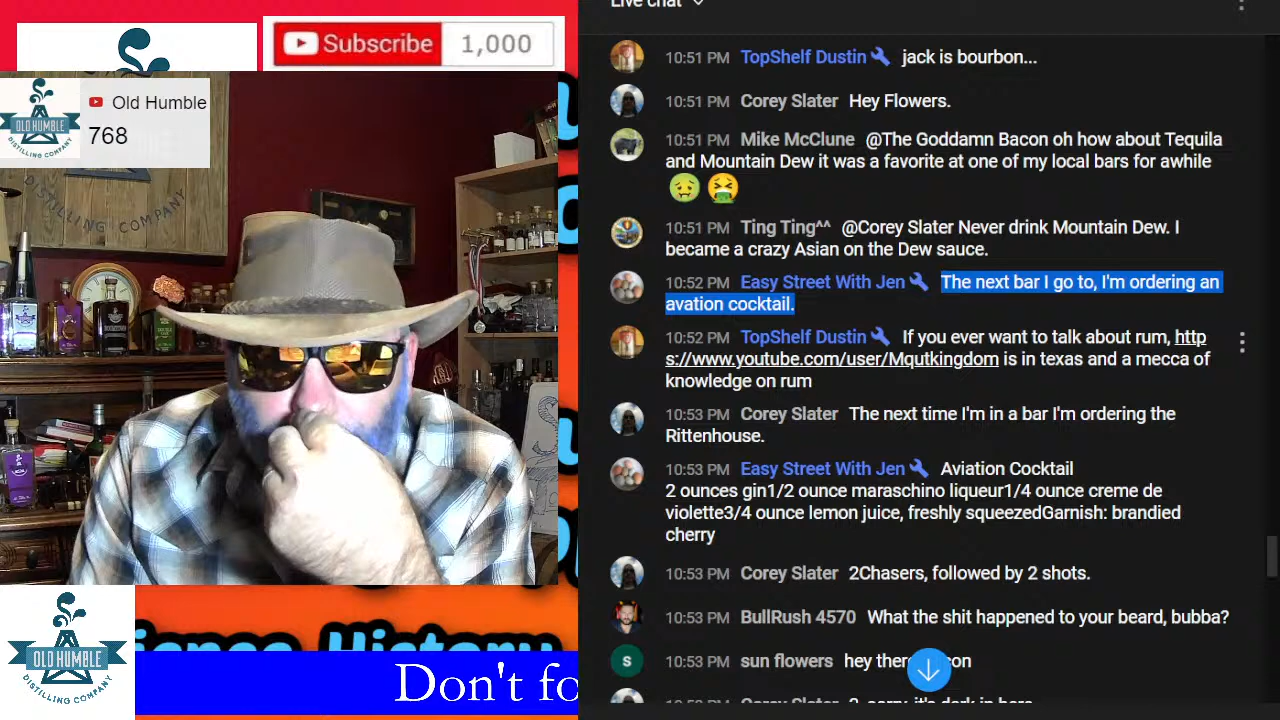 Subscribe
1,000
Old Humble
768
OLD HUMBLE
DISTILLING COMPANY
DISTILLING COMPANY
OLD HUMBLE
DISTILLING COMPANY
ience, History
Don't fo
Live chat
10:51 PM TopShelf Dustin jack is bourbon...
10:51 PM Corey Slater Hey Flowers.
10:51 PM Mike McClune @The Goddamn Bacon oh how about Tequila
and Mountain Dew it was a favorite at one of my local bars for awhile
10:51 PM Ting Ting^^ @Corey Slater Never drink Mountain Dew. I
became a crazy Asian on the Dew sauce.
10:52 PM Easy Street With Jen The next bar I go to, I'm ordering an
avation cocktail.
10:52 PM TopShelf Dustin If you ever want to talk about rum, http
s://www.youtube.com/user/Mqutkingdom is in texas and a mecca of
knowledge on rum
10:53 PM Corey Slater The next time I'm in a bar I'm ordering the
Rittenhouse.
10:53 PM Easy Street With Jen Aviation Cocktail
2 ounces gin1/2 ounce maraschino liqueur1/4 ounce creme de
violette3/4 ounce lemon juice, freshly squeezedGarnish: brandied
cherry
10:53 PM Corey Slater 2Chasers, followed by 2 shots.
10:53 PM BullRush 4570 What the shit happened to your beard, bubba?
S
10:53 PM sun flowers hey there